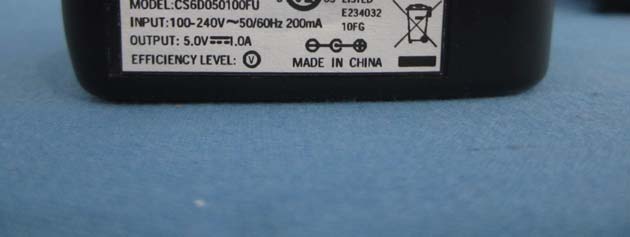 MODEL:CS6D050100FU
LISTED
INPUT:100-240V~50/60Hz 200mA
E234032
10FG
OUTPUT: 5.0V⎓1.0A
EFFICIENCY LEVEL: V
MADE IN CHINA